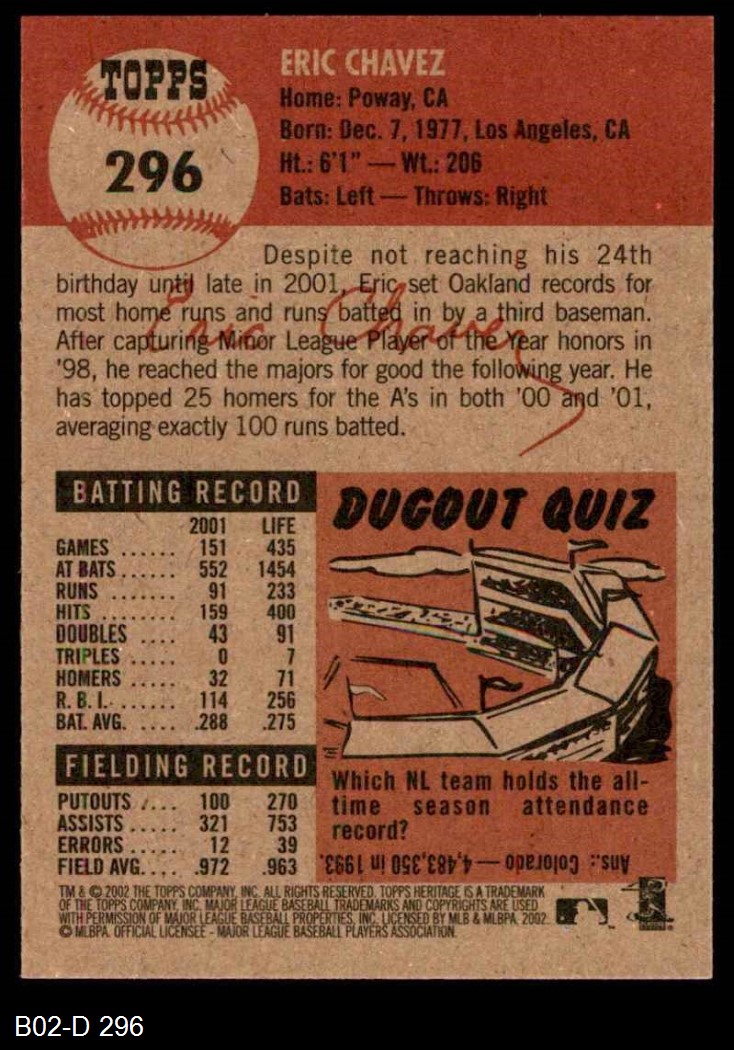 TOPPS
296
ERIC CHAVEZ
Home: Poway, CA
Born: Dec. 7, 1977, Los Angeles, CA
Ht.: 6'1" — Wt.: 206
Bats: Left — Throws: Right
Despite not reaching his 24th
birthday until late in 2001, Eric set Oakland records for
most home runs and runs batted in by a third baseman.
After capturing Minor League Player of the Year honors in
'98, he reached the majors for good the following year. He
has topped 25 homers for the A's in both '00 and '01,
averaging exactly 100 runs batted.
Eric Chavez
BATTING RECORD
2001 LIFE
GAMES ...... 151 435
AT BATS ...... 552 1454
RUNS ...... 91 233
HITS ........ 159 400
DOUBLES .... 43 91
TRIPLES ..... 0 7
HOMERS ..... 32 71
R. B. I. ...... 114 256
BAT. AVG. .... .288 .275
FIELDING RECORD
PUTOUTS .... 100 270
ASSISTS ..... 321 753
ERRORS ..... 12 39
FIELD AVG. ... .972 .963
DUGOUT QUIZ
Which NL team holds the all-
time season attendance
record?
Ans.: Colorado — 4,483,350 in 1993.
TM & © 2002 THE TOPPS COMPANY, INC. ALL RIGHTS RESERVED. TOPPS HERITAGE IS A TRADEMARK
OF THE TOPPS COMPANY, INC. MAJOR LEAGUE BASEBALL TRADEMARKS AND COPYRIGHTS ARE USED
WITH PERMISSION OF MAJOR LEAGUE BASEBALL PROPERTIES, INC. LICENSED BY MLB & MLBPA, 2002.
© MLBPA. OFFICIAL LICENSEE - MAJOR LEAGUE BASEBALL PLAYERS ASSOCIATION.
B02-D 296